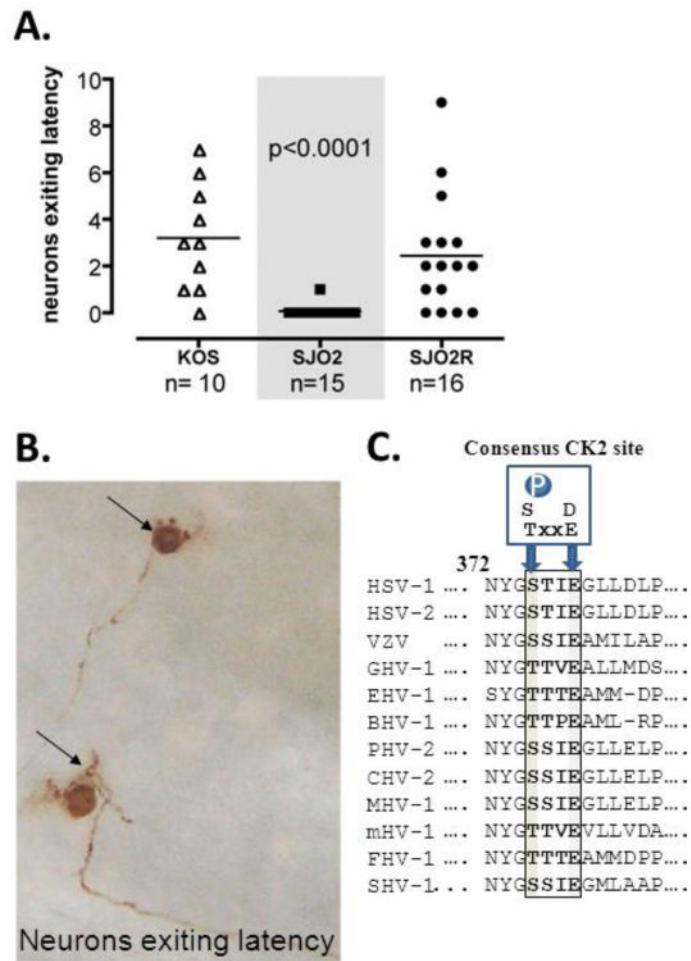 A.
neurons exiting latency
10
8
6
4
2
0
p<0.0001
KOS SJO2 SJO2R
n= 10 n=15 n=16
B.
Neurons exiting latency
C.
Consensus CK2 site
P
S D
TxxE
372
HSV-1 .... NYGSTIEGLLDLP....
HSV-2 .... NYGSTIEGLLDLP....
VZV .... NYGSSIEAMILAP....
GHV-1 .... NYGTTVEALLMDS....
EHV-1 .... SYGTTTEAMM-DP....
BHV-1 .... NYGTTPEAML-RP....
PHV-2 .... NYGSSIEGLLELP....
CHV-2 .... NYGSSIEGLLELP....
MHV-1 .... NYGSSIEGLLELP....
mHV-1 .... NYGTTVEVLLVDA....
FHV-1 .... NYGTTTEAMMDPP....
SHV-1... NYGSSIEGMLAAP....